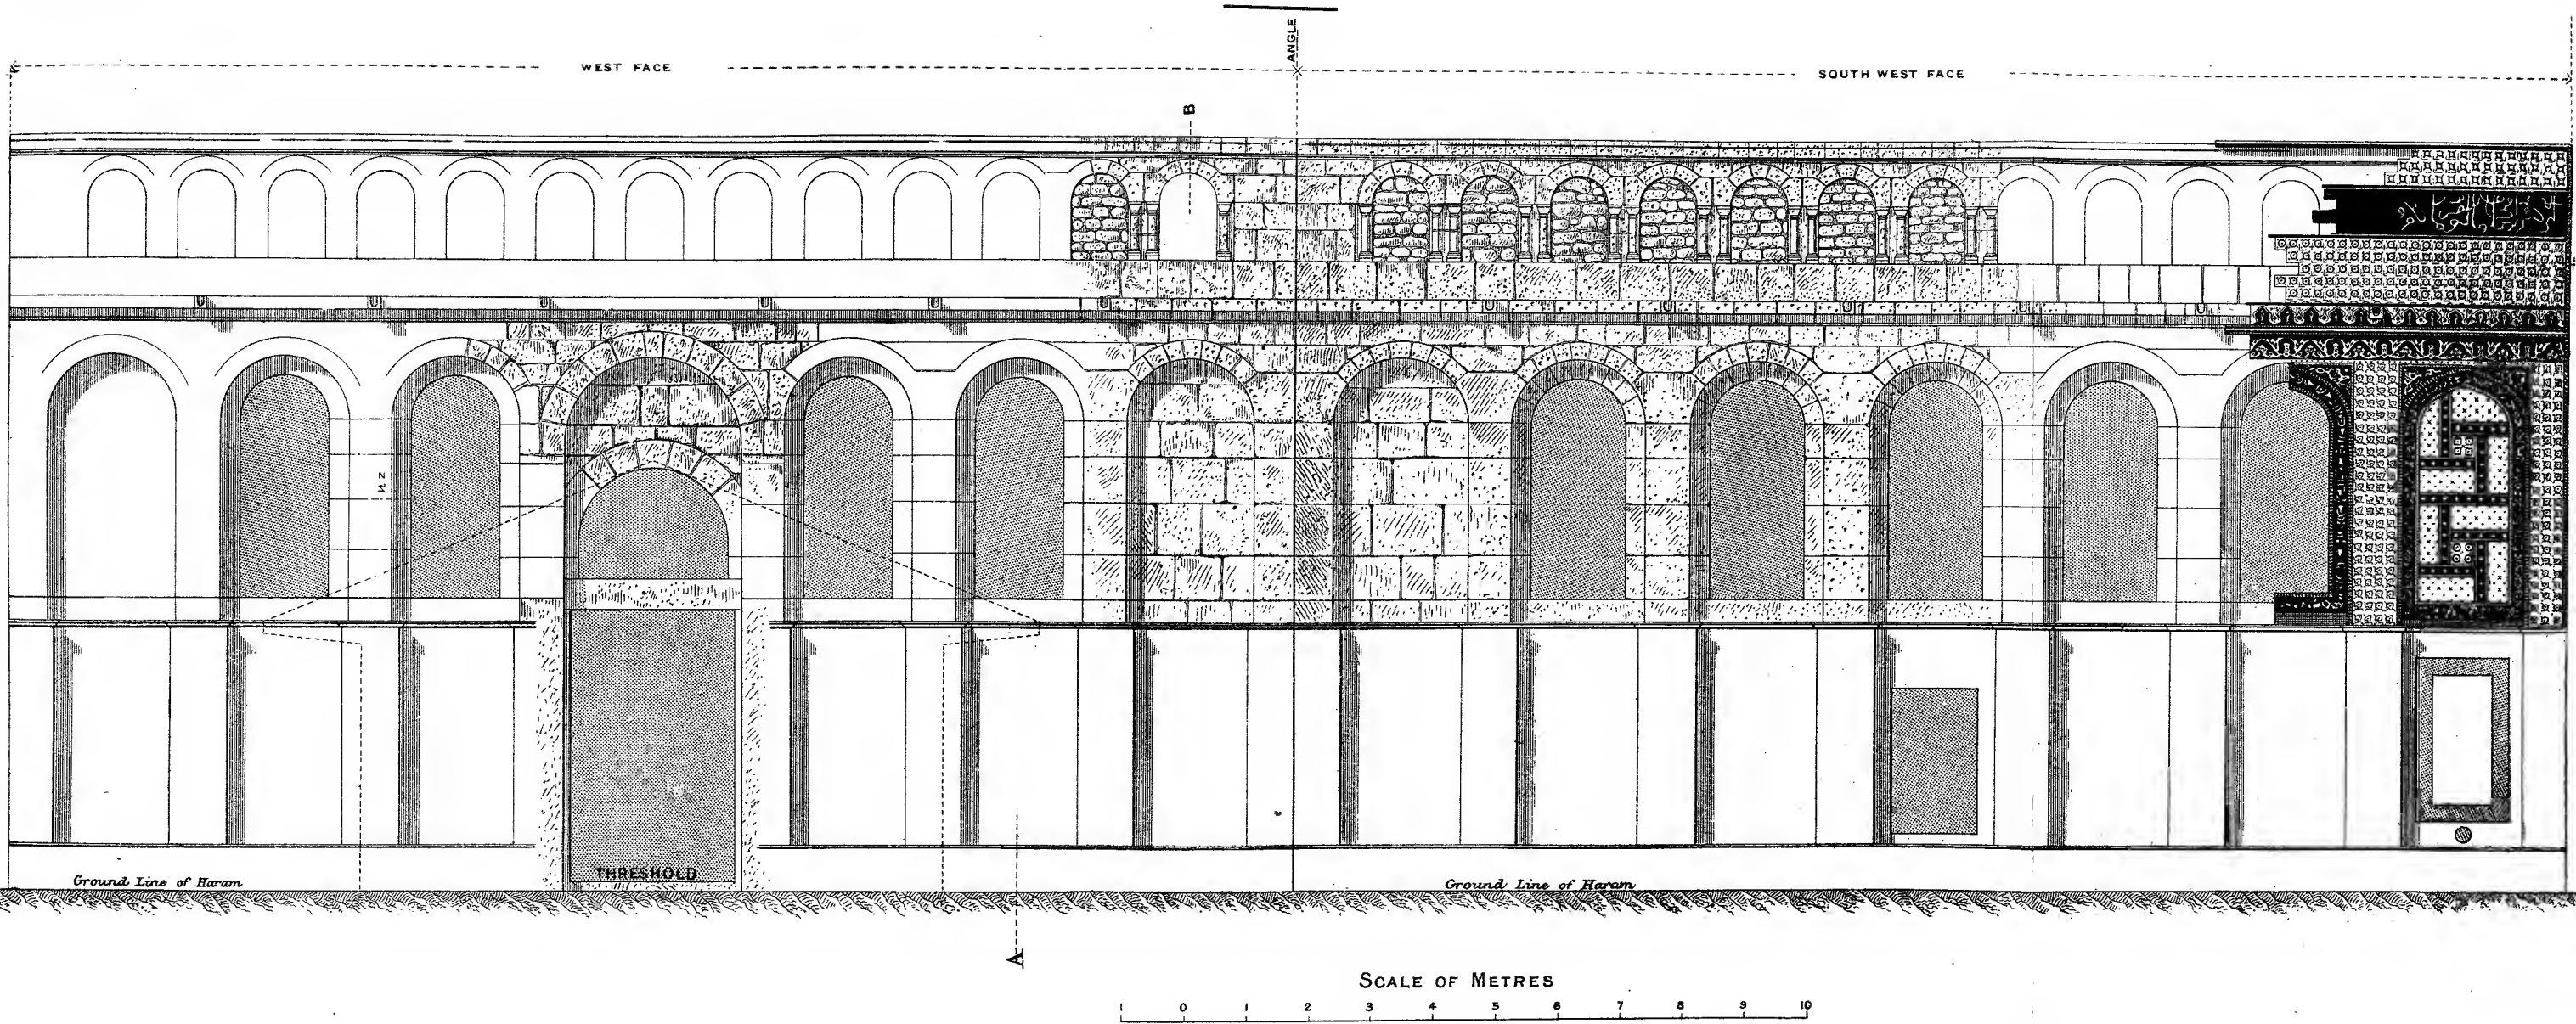 ANGLE
WEST FACE
SOUTH WEST FACE
B
THRESHOLD
Ground Line of Haram
Ground Line of Haram
A
SCALE OF METRES
1 0 1 2 3 4 5 6 7 8 9 10